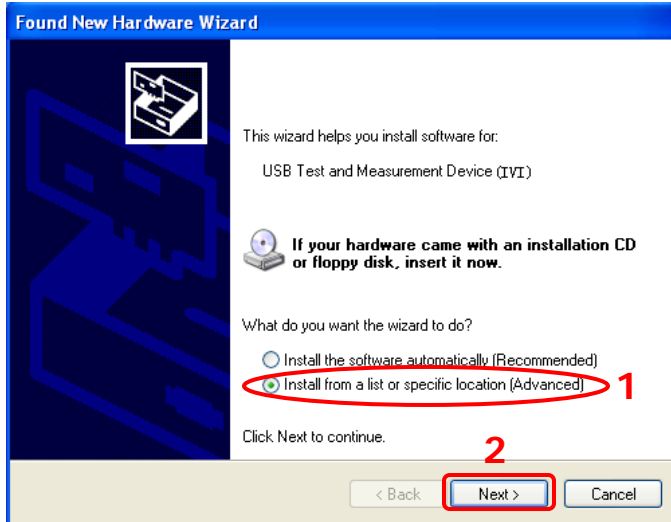 Found New Hardware Wizard
This wizard helps you install software for:
USB Test and Measurement Device (IVI)
If your hardware came with an installation CD
or floppy disk, insert it now.
What do you want the wizard to do?
Install the software automatically (Recommended)
Install from a list or specific location (Advanced)
1
Click Next to continue.
2
< Back
Next >
Cancel